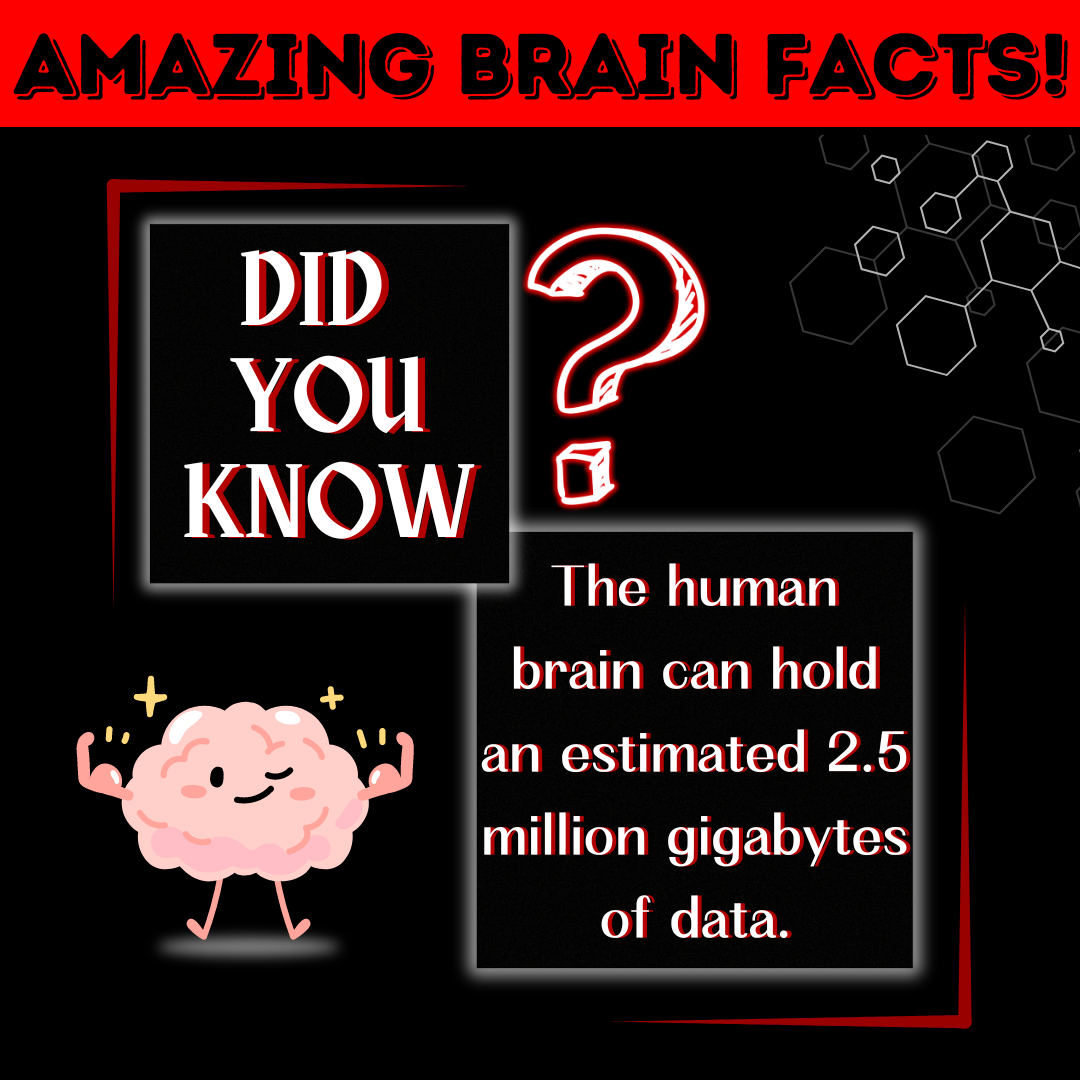 AMAZING BRAIN FACTS!
DID
YOU
KNOW
?
The human
brain can hold
an estimated 2.5
million gigabytes
of data.